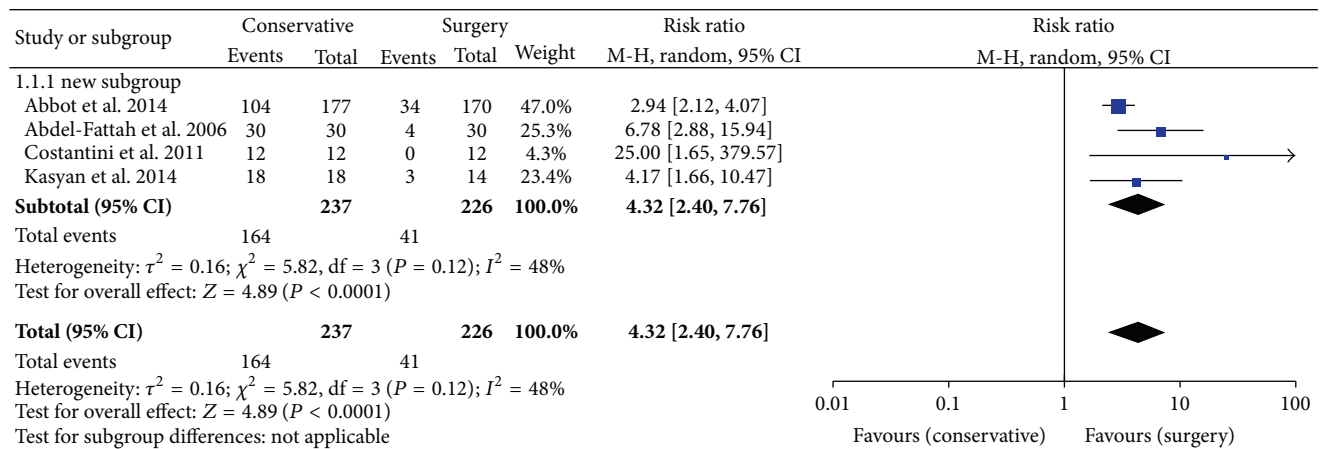 Study or subgroup Conservative Surgery Weight Risk ratio Risk ratio
Events Total Events Total M-H, random, 95% CI M-H, random, 95% CI
1.1.1 new subgroup
Abbot et al. 2014 104 177 34 170 47.0% 2.94 [2.12, 4.07]
Abdel-Fattah et al. 2006 30 30 4 30 25.3% 6.78 [2.88, 15.94]
Costantini et al. 2011 12 12 0 12 4.3% 25.00 [1.65, 379.57]
Kasyan et al. 2014 18 18 3 14 23.4% 4.17 [1.66, 10.47]
Subtotal (95% CI) 237 226 100.0% 4.32 [2.40, 7.76]
Total events 164 41
Heterogeneity: τ² = 0.16; χ² = 5.82, df = 3 (P = 0.12); I² = 48%
Test for overall effect: Z = 4.89 (P < 0.0001)
Total (95% CI) 237 226 100.0% 4.32 [2.40, 7.76]
Total events 164 41
Heterogeneity: τ² = 0.16; χ² = 5.82, df = 3 (P = 0.12); I² = 48%
Test for overall effect: Z = 4.89 (P < 0.0001)
Test for subgroup differences: not applicable
0.01 0.1 1 10 100
Favours (conservative) Favours (surgery)